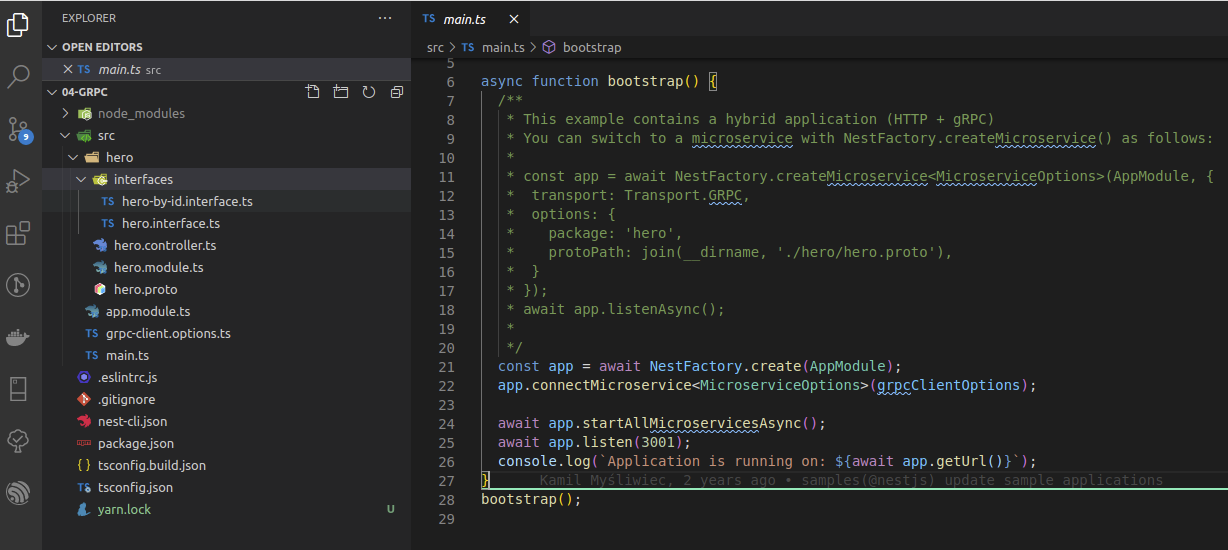 EXPLORER
OPEN EDITORS
TS main.ts src
04-GRPC
node_modules
src
hero
interfaces
TS hero-by-id.interface.ts
TS hero.interface.ts
hero.controller.ts
hero.module.ts
hero.proto
app.module.ts
TS grpc-client.options.ts
TS main.ts
.eslintrc.js
.gitignore
nest-cli.json
package.json
{ } tsconfig.build.json
TS tsconfig.json
yarn.lock U
9
TS main.ts
src > TS main.ts > bootstrap
5
6 async function bootstrap() {
7 /**
8 * This example contains a hybrid application (HTTP + gRPC)
9 * You can switch to a microservice with NestFactory.createMicroservice() as follows:
10 *
11 * const app = await NestFactory.createMicroservice<MicroserviceOptions>(AppModule, {
12 *  transport: Transport.GRPC,
13 *  options: {
14 *    package: 'hero',
15 *    protoPath: join(__dirname, './hero/hero.proto'),
16 *  }
17 * });
18 * await app.listenAsync();
19 *
20 */
21 const app = await NestFactory.create(AppModule);
22 app.connectMicroservice<MicroserviceOptions>(grpcClientOptions);
23
24 await app.startAllMicroservicesAsync();
25 await app.listen(3001);
26 console.log(`Application is running on: ${await app.getUrl()}`);
27 } Kamil Myśliwiec, 2 years ago • samples(@nestjs) update sample applications
28 bootstrap();
29